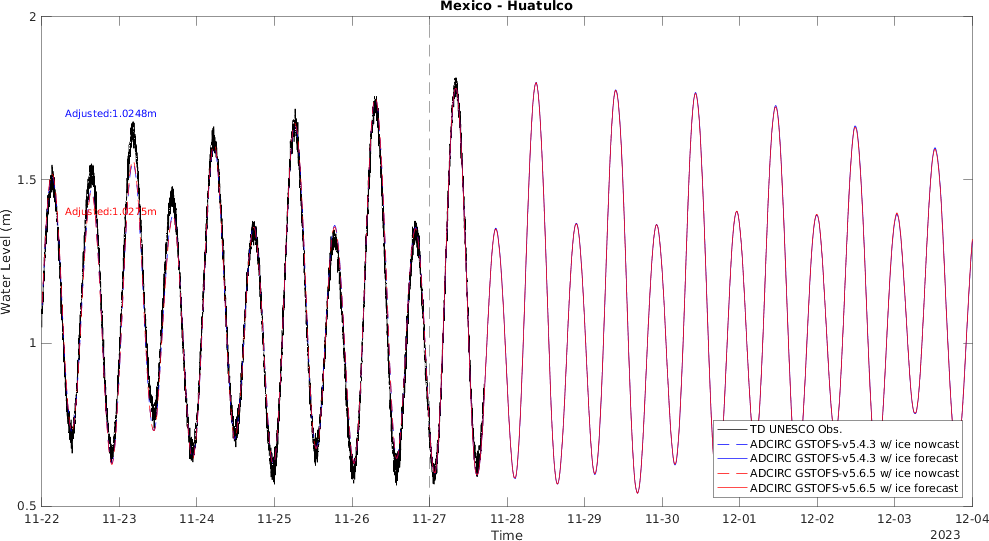 Mexico - Huatulco
2
1.5
1
0.5
Water Level (m)
Adjusted:1.0248m
Adjusted:1.0275m
TD UNESCO Obs.
ADCIRC GSTOFS-v5.4.3 w/ ice nowcast
ADCIRC GSTOFS-v5.4.3 w/ ice forecast
ADCIRC GSTOFS-v5.6.5 w/ ice nowcast
ADCIRC GSTOFS-v5.6.5 w/ ice forecast
11-22 11-23 11-24 11-25 11-26 11-27 11-28 11-29 11-30 12-01 12-02 12-03 12-04
Time
2023